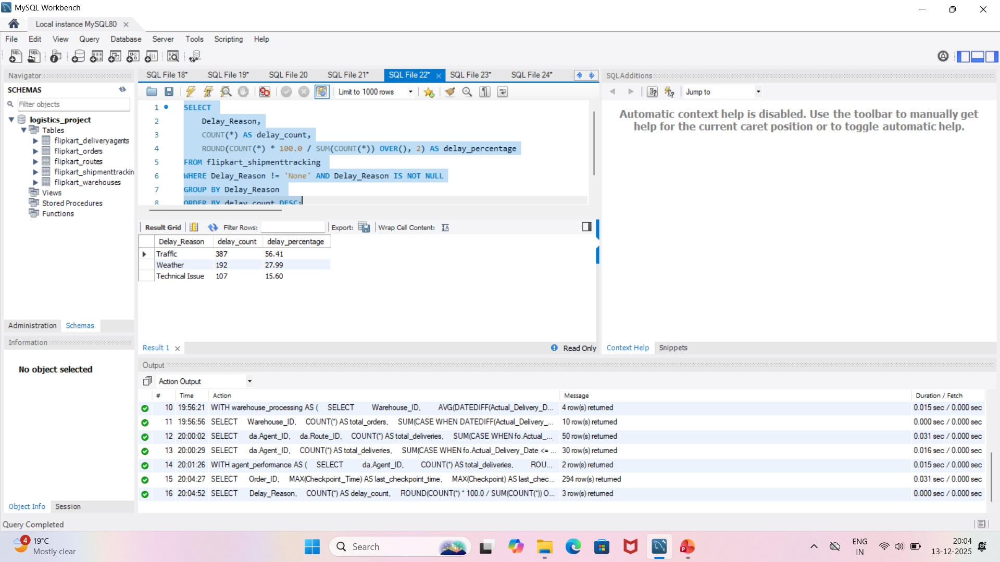 MySQL Workbench
Local instance MySQL80
File Edit View Query Database Server Tools Scripting Help
Navigator
SCHEMAS
Filter objects
logistics_project
Tables
flipkart_deliveryagents
flipkart_orders
flipkart_routes
flipkart_shipmenttrackin
flipkart_warehouses
Views
Stored Procedures
Functions
Administration Schemas
Information
No object selected
Object Info Session
SQL File 18* SQL File 19* SQL File 20 SQL File 21* SQL File 22* SQL File 23* SQL File 24*
Limit to 1000 rows
1 SELECT
2 Delay_Reason,
3 COUNT(*) AS delay_count,
4 ROUND(COUNT(*) * 100.0 / SUM(COUNT(*)) OVER(), 2) AS delay_percentage
5 FROM flipkart_shipmenttracking
6 WHERE Delay_Reason != 'None' AND Delay_Reason IS NOT NULL
7 GROUP BY Delay_Reason
8 ORDER BY delay_count DESC;
Result Grid Filter Rows: Export: Wrap Cell Content:
Delay_Reason delay_count delay_percentage
Traffic 387 56.41
Weather 192 27.99
Technical Issue 107 15.60
Result 1 Read Only
SQLAdditions
Jump to
Automatic context help is disabled. Use the toolbar to manually get
help for the current caret position or to toggle automatic help.
Context Help Snippets
Output
Action Output
# Time Action Message Duration / Fetch
10 19:56:21 WITH warehouse_processing AS ( SELECT Warehouse_ID, AVG(DATEDIFF(Actual_Delivery_D... 4 row(s) returned 0.015 sec / 0.000 sec
11 19:56:56 SELECT Warehouse_ID, COUNT(*) AS total_orders, SUM(CASE WHEN DATEDIFF(Actual_Delivery_... 10 row(s) returned 0.000 sec / 0.000 sec
12 20:00:02 SELECT da.Agent_ID, da.Route_ID, COUNT(*) AS total_deliveries, SUM(CASE WHEN fo.Actual_... 50 row(s) returned 0.031 sec / 0.000 sec
13 20:00:29 SELECT da.Agent_ID, COUNT(*) AS total_deliveries, SUM(CASE WHEN fo.Actual_Delivery_Date <= ... 30 row(s) returned 0.016 sec / 0.000 sec
14 20:01:26 WITH agent_performance AS ( SELECT da.Agent_ID, COUNT(*) AS total_deliveries, ROU... 2 row(s) returned 0.015 sec / 0.000 sec
15 20:04:27 SELECT Order_ID, MAX(Checkpoint_Time) AS last_checkpoint_time, MAX(Checkpoint) AS last_chec... 294 row(s) returned 0.031 sec / 0.000 sec
16 20:04:52 SELECT Delay_Reason, COUNT(*) AS delay_count, ROUND(COUNT(*) * 100.0 / SUM(COUNT(*)) O... 3 row(s) returned 0.000 sec / 0.000 sec
Query Completed
4 19°C
Mostly clear
Search
ENG
IN
20:04
13-12-2025